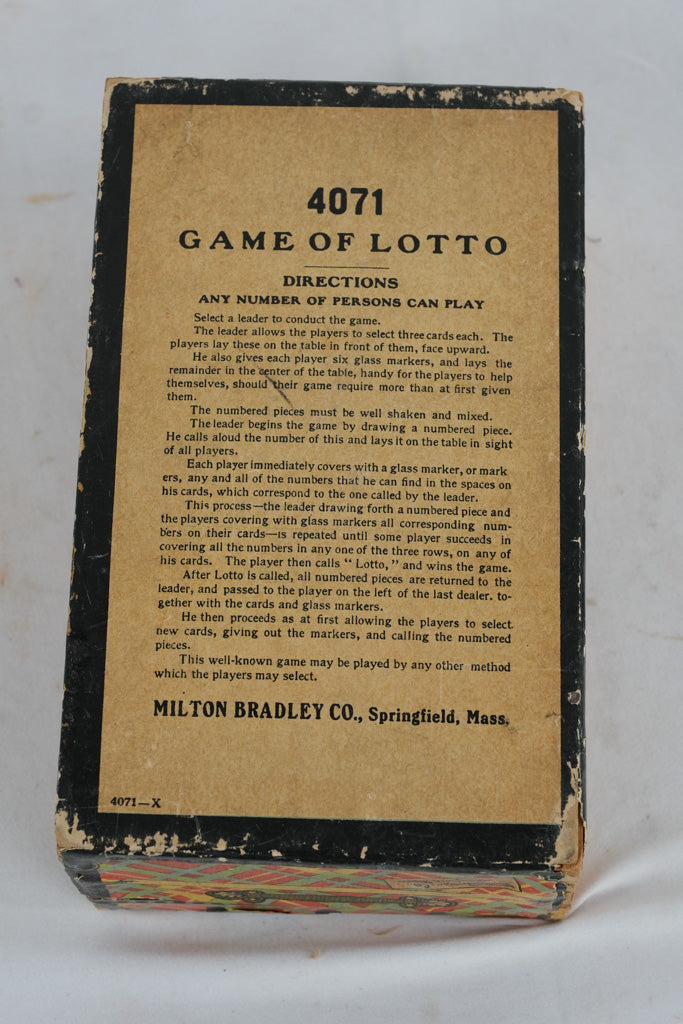 4071
GAME OF LOTTO
DIRECTIONS
ANY NUMBER OF PERSONS CAN PLAY
Select a leader to conduct the game.
The leader allows the players to select three cards each. The
players lay these on the table in front of them, face upward.
He also gives each player six glass markers, and lays the
remainder in the center of the table, handy for the players to help
themselves, should their game require more than at first given
them.
The numbered pieces must be well shaken and mixed.
The leader begins the game by drawing a numbered piece.
He calls aloud the number of this and lays it on the table in sight
of all players.
Each player immediately covers with a glass marker, or mark
ers, any and all of the numbers that he can find in the spaces on
his cards, which correspond to the one called by the leader.
This process—the leader drawing forth a numbered piece and
the players covering with glass markers all corresponding num-
bers on their cards—is repeated until some player succeeds in
covering all the numbers in any one of the three rows, on any of
his cards. The player then calls “ Lotto, ” and wins the game.
After Lotto is called, all numbered pieces are returned to the
leader, and passed to the player on the left of the last dealer. to-
gether with the cards and glass markers.
He then proceeds as at first allowing the players to select
new cards, giving out the markers, and calling the numbered
pieces.
This well-known game may be played by any other method
which the players may select.
MILTON BRADLEY CO., Springfield, Mass.
4071—X